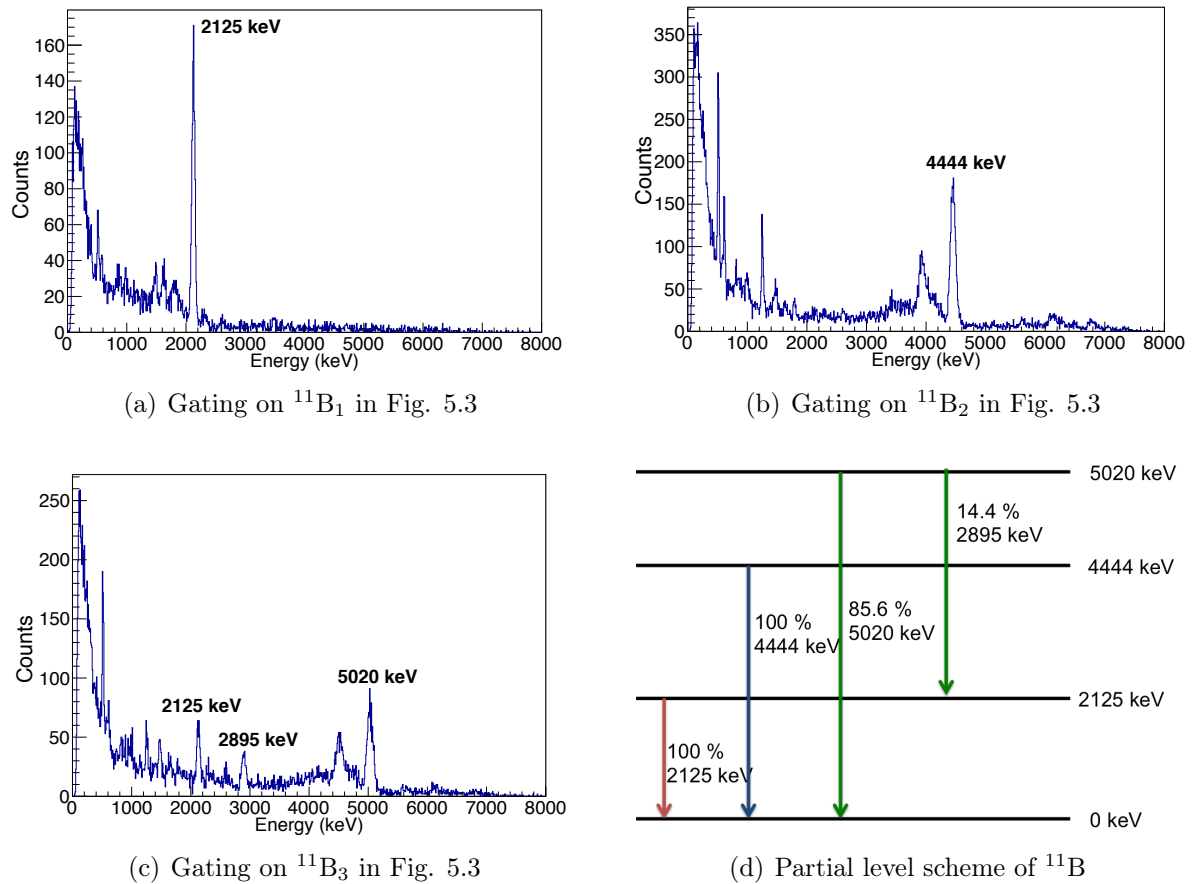 2125 keV
Counts
160
140
120
100
80
60
40
20
0
0 1000 2000 3000 4000 5000 6000 7000 8000
Energy (keV)
(a) Gating on ¹¹B₁ in Fig. 5.3
4444 keV
Counts
350
300
250
200
150
100
50
0
0 1000 2000 3000 4000 5000 6000 7000 8000
Energy (keV)
(b) Gating on ¹¹B₂ in Fig. 5.3
2125 keV
2895 keV
5020 keV
Counts
250
200
150
100
50
0
0 1000 2000 3000 4000 5000 6000 7000 8000
Energy (keV)
(c) Gating on ¹¹B₃ in Fig. 5.3
5020 keV
14.4 %
2895 keV
4444 keV
100 %
4444 keV
85.6 %
5020 keV
2125 keV
100 %
2125 keV
0 keV
(d) Partial level scheme of ¹¹B